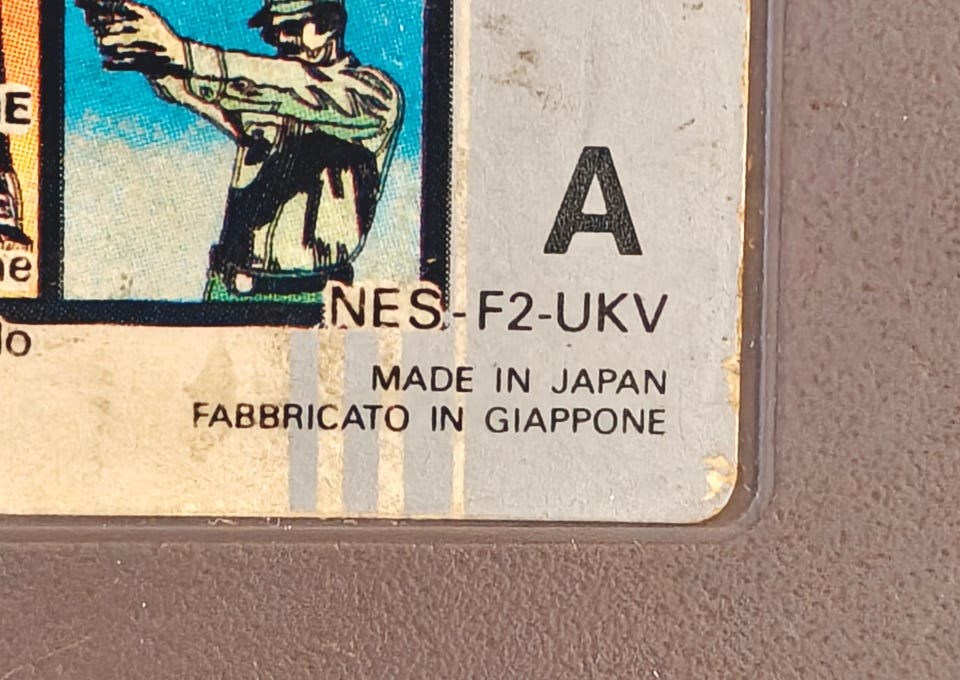 A
NES-F2-UKV
MADE IN JAPAN
FABBRICATO IN GIAPPONE